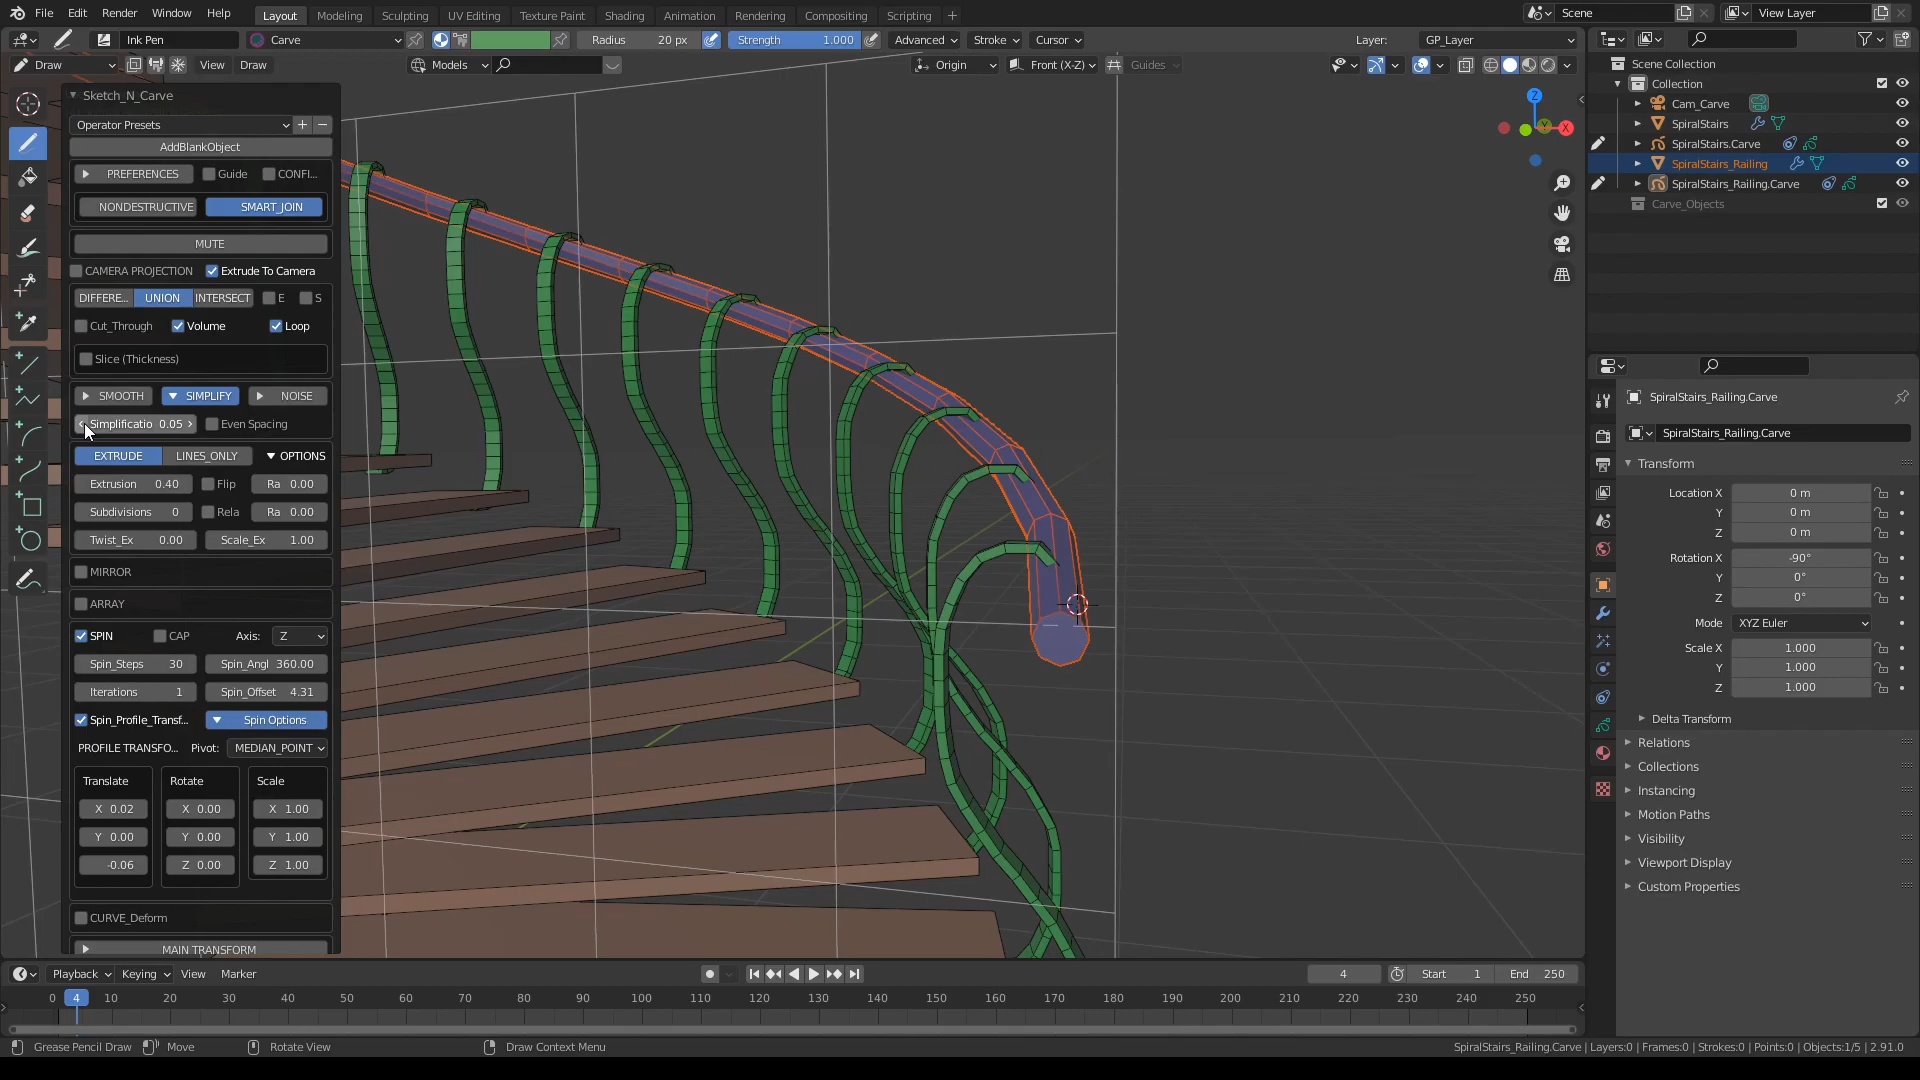 File Edit Render Window Help Layout Modeling Sculpting UV Editing Texture Paint Shading Animation Rendering Compositing Scripting + Scene View Layer
Ink Pen Carve Radius 20 px Strength 1.000 Advanced Stroke Cursor Layer: GP_Layer
Draw View Draw Models Origin Front (X-Z) Guides
Scene Collection
Collection
Cam_Carve
SpiralStairs
SpiralStairs.Carve
SpiralStairs_Railing
SpiralStairs_Railing.Carve
Carve_Objects
Sketch_N_Carve
Operator Presets
AddBlankObject
PREFERENCES Guide CONFI...
NONDESTRUCTIVE SMART_JOIN
MUTE
CAMERA PROJECTION Extrude To Camera
DIFFERE... UNION INTERSECT E S
Cut_Through Volume Loop
Slice (Thickness)
SMOOTH SIMPLIFY NOISE
Simplificatio 0.05 Even Spacing
EXTRUDE LINES_ONLY OPTIONS
Extrusion 0.40 Flip Ra 0.00
Subdivisions 0 Rela Ra 0.00
Twist_Ex 0.00 Scale_Ex 1.00
MIRROR
ARRAY
SPIN CAP Axis: Z
Spin_Steps 30 Spin_Angl 360.00
Iterations 1 Spin_Offset 4.31
Spin_Profile_Transf... Spin Options
PROFILE TRANSFO... Pivot: MEDIAN_POINT
Translate Rotate Scale
X 0.02 X 0.00 X 1.00
Y 0.00 Y 0.00 Y 1.00
-0.06 Z 0.00 Z 1.00
CURVE_Deform
MAIN TRANSFORM
Z
Y
X
SpiralStairs_Railing.Carve
SpiralStairs_Railing.Carve
Transform
Location X 0 m
Y 0 m
Z 0 m
Rotation X -90°
Y 0°
Z 0°
Mode XYZ Euler
Scale X 1.000
Y 1.000
Z 1.000
Delta Transform
Relations
Collections
Instancing
Motion Paths
Visibility
Viewport Display
Custom Properties
Playback Keying View Marker 4 Start 1 End 250
0 4 10 20 30 40 50 60 70 80 90 100 110 120 130 140 150 160 170 180 190 200 210 220 230 240 250
Grease Pencil Draw Move Rotate View Draw Context Menu SpiralStairs_Railing.Carve | Layers:0 | Frames:0 | Strokes:0 | Points:0 | Objects:1/5 | 2.91.0